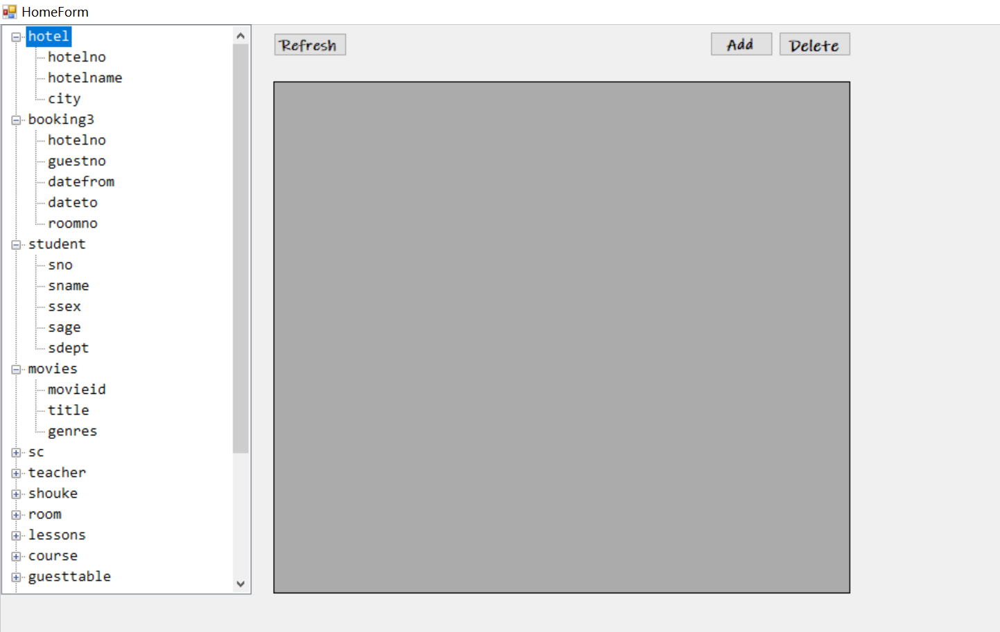 HomeForm
hotel
hotelno
hotelname
city
booking3
hotelno
guestno
datefrom
dateto
roomno
student
sno
sname
ssex
sage
sdept
movies
movieid
title
genres
sc
teacher
shouke
room
lessons
course
guesttable
Refresh
Add
Delete